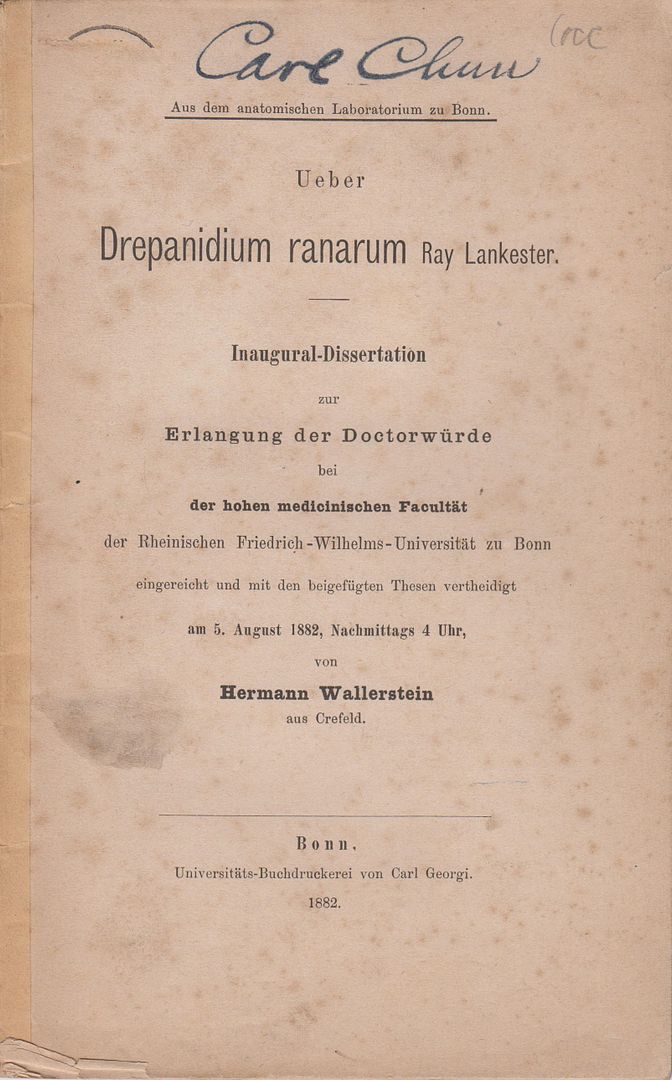 Carl Chun
Aus dem anatomischen Laboratorium zu Bonn.
Ueber
Drepanidium ranarum Ray Lankester.
Inaugural-Dissertation
zur
Erlangung der Doctorwürde
bei
der hohen medicinischen Facultät
der Rheinischen Friedrich-Wilhelms-Universität zu Bonn
eingereicht und mit den beigefügten Thesen vertheidigt
am 5. August 1882, Nachmittags 4 Uhr,
von
Hermann Wallerstein
aus Crefeld.
Bonn,
Universitäts-Buchdruckerei von Carl Georgi.
1882.